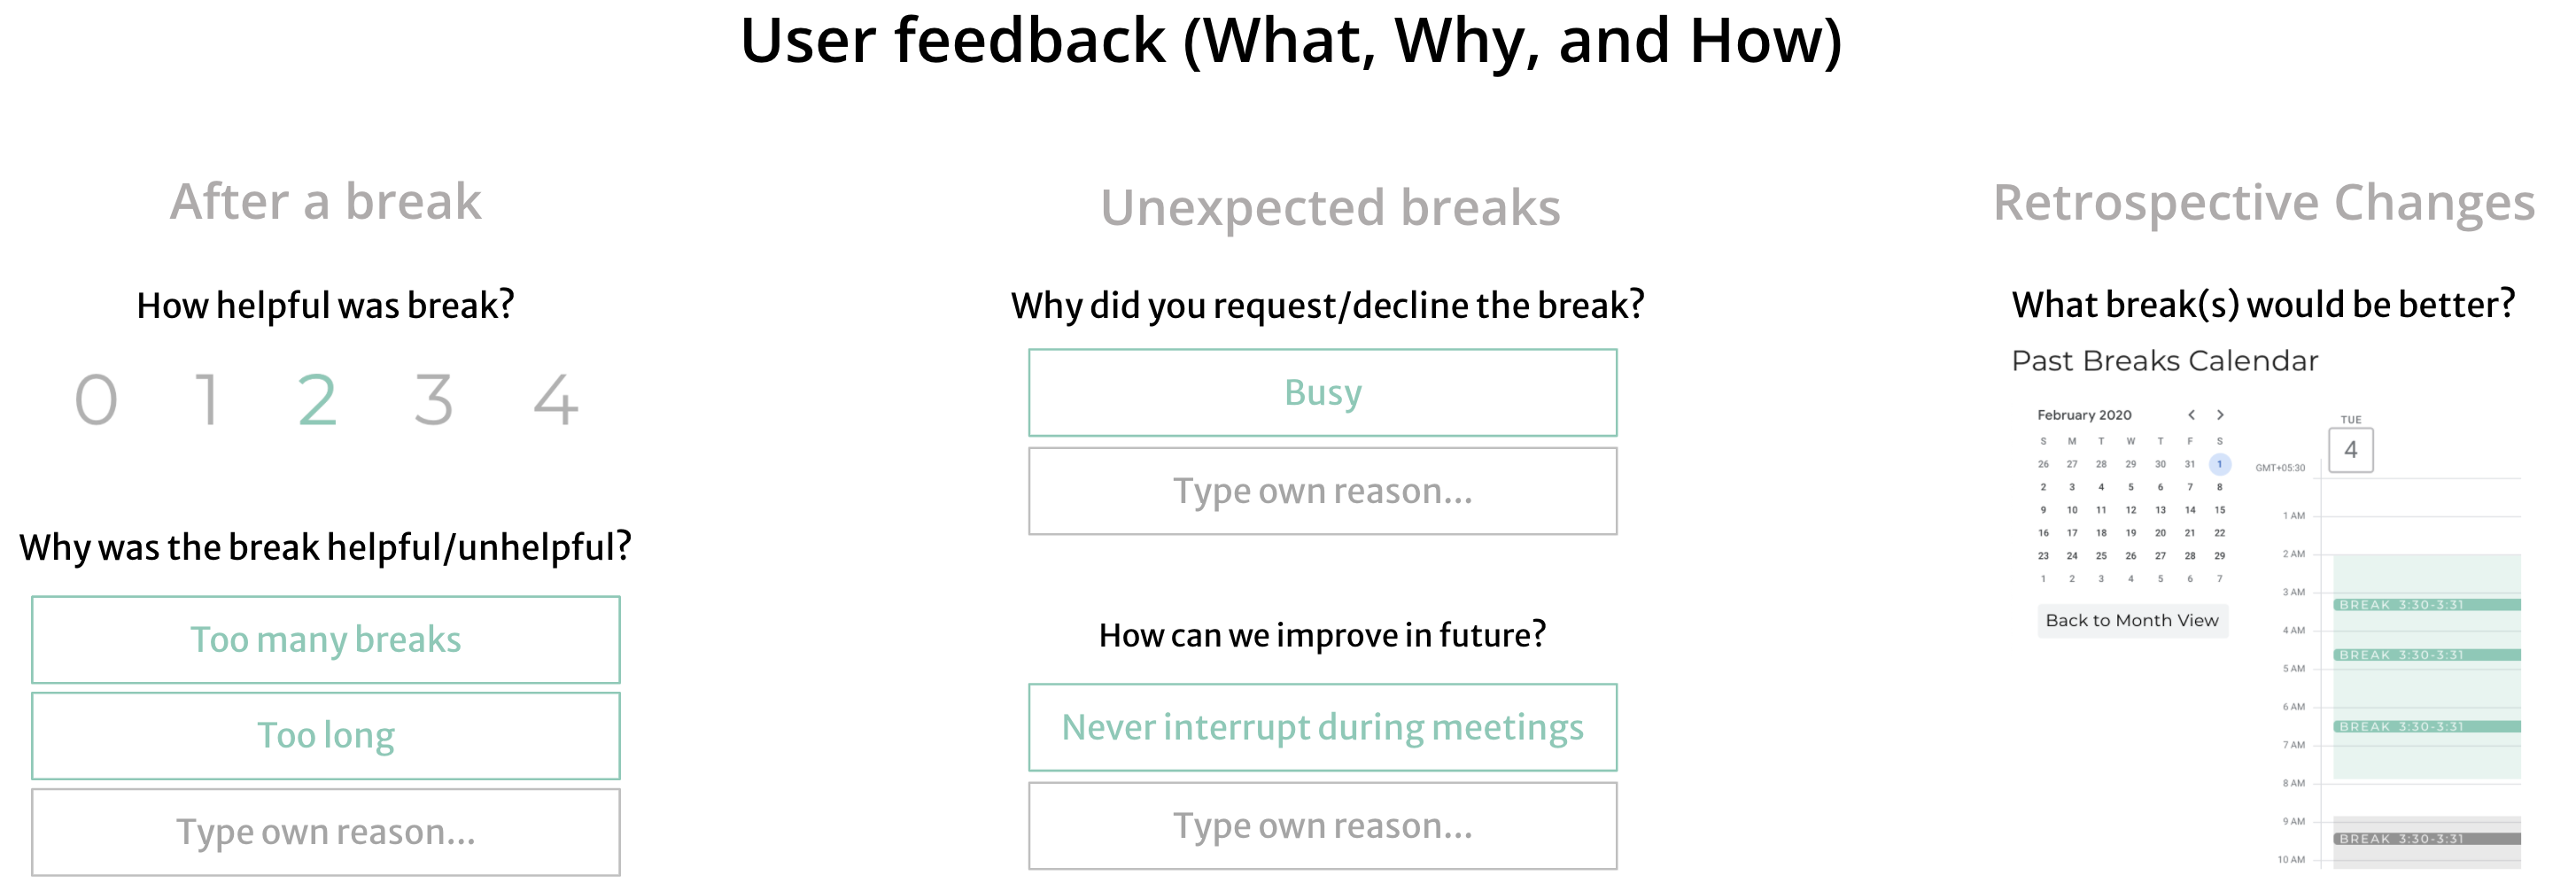 User feedback (What, Why, and How)
After a break
How helpful was break?
0 1 2 3 4
Why was the break helpful/unhelpful?
Too many breaks
Too long
Type own reason...
Unexpected breaks
Why did you request/decline the break?
Busy
Type own reason...
How can we improve in future?
Never interrupt during meetings
Type own reason...
Retrospective Changes
What break(s) would be better?
Past Breaks Calendar
February 2020 < >
S M T W T F S
26 27 28 29 30 31 1
2 3 4 5 6 7 8
9 10 11 12 13 14 15
16 17 18 19 20 21 22
23 24 25 26 27 28 29
1 2 3 4 5 6 7
Back to Month View
TUE
4
GMT+05:30
1 AM
2 AM
3 AM
BREAK 3:30-3:31
4 AM
BREAK 3:30-3:31
5 AM
6 AM
BREAK 3:30-3:31
7 AM
8 AM
9 AM
BREAK 3:30-3:31
10 AM